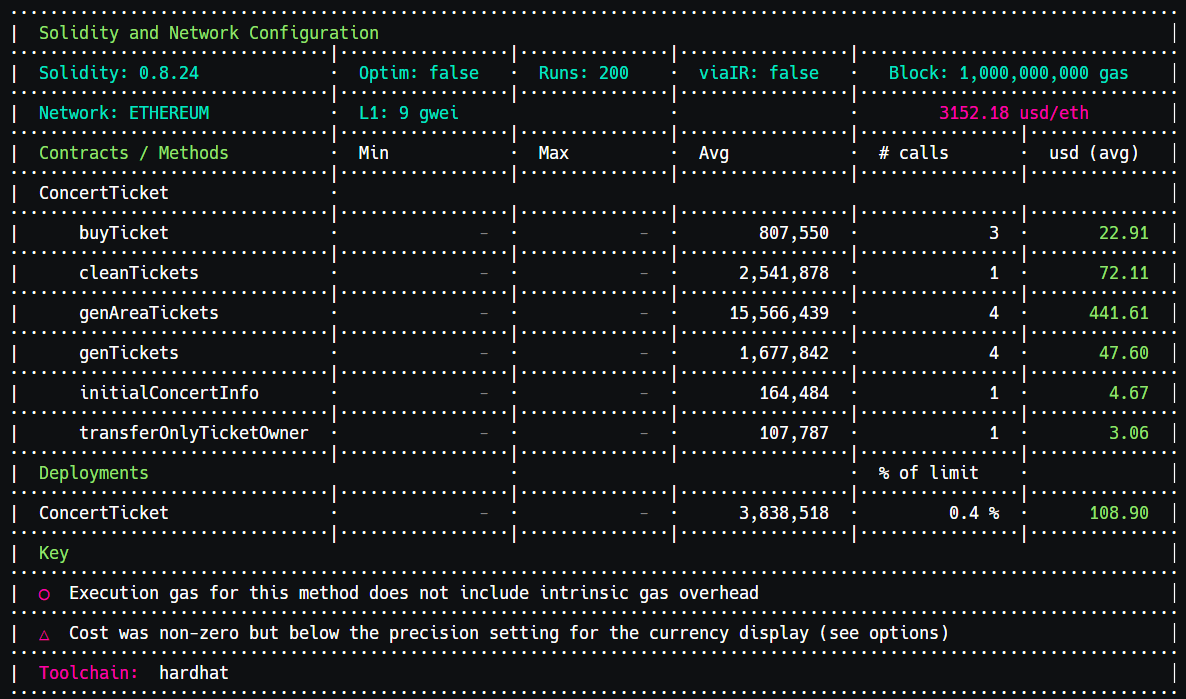 Solidity and Network Configuration
Solidity: 0.8.24 · Optim: false · Runs: 200 · viaIR: false · Block: 1,000,000,000 gas
Network: ETHEREUM · L1: 9 gwei · · 3152.18 usd/eth
Contracts / Methods · Min · Max · Avg · # calls · usd (avg)
ConcertTicket ·
buyTicket · - · - · 807,550 · 3 · 22.91
cleanTickets · - · - · 2,541,878 · 1 · 72.11
genAreaTickets · - · - · 15,566,439 · 4 · 441.61
genTickets · - · - · 1,677,842 · 4 · 47.60
initialConcertInfo · - · - · 164,484 · 1 · 4.67
transferOnlyTicketOwner · - · - · 107,787 · 1 · 3.06
Deployments · · % of limit ·
ConcertTicket · - · - · 3,838,518 · 0.4 % · 108.90
Key
◯ Execution gas for this method does not include intrinsic gas overhead
△ Cost was non-zero but below the precision setting for the currency display (see options)
Toolchain: hardhat